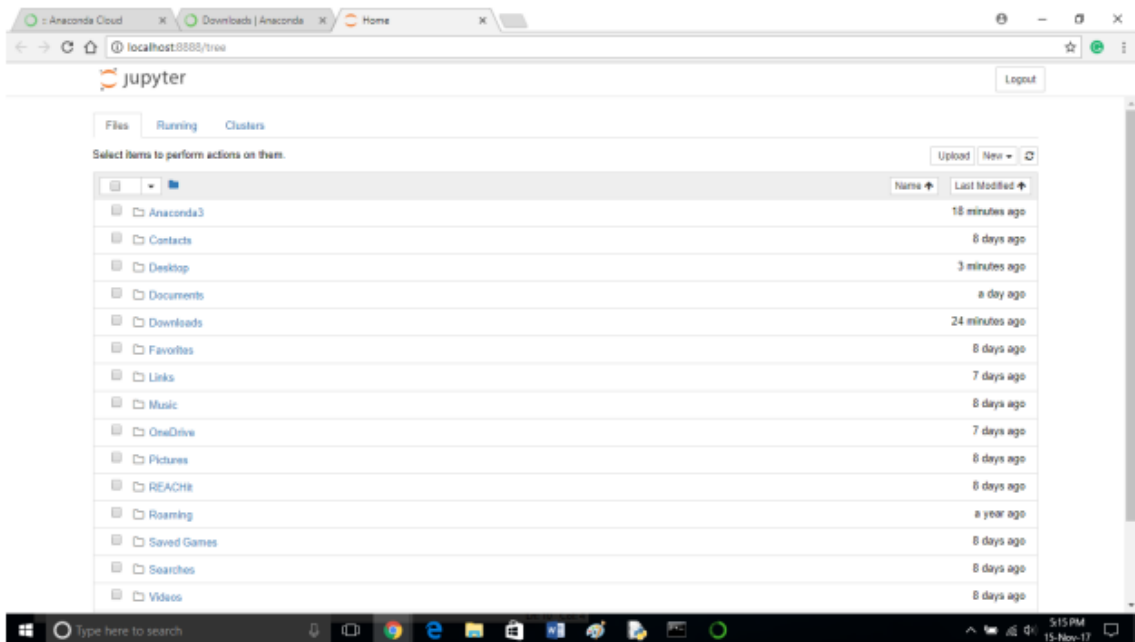 :: Anaconda Cloud
Downloads | Anaconda
Home
localhost:8888/tree
jupyter
Logout
Files Running Clusters
Select items to perform actions on them.
Upload New
Name Last Modified
Anaconda3 18 minutes ago
Contacts 8 days ago
Desktop 3 minutes ago
Documents a day ago
Downloads 24 minutes ago
Favorites 8 days ago
Links 7 days ago
Music 8 days ago
OneDrive 7 days ago
Pictures 8 days ago
REACHit 8 days ago
Roaming a year ago
Saved Games 8 days ago
Searches 8 days ago
Videos 8 days ago
Type here to search
5:15 PM
15-Nov-17